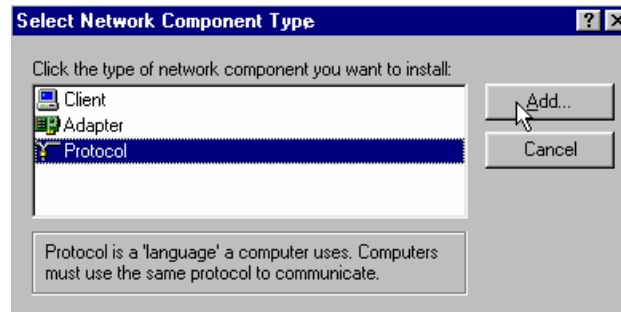 Select Network Component Type
Click the type of network component you want to install:
Client
Adapter
Protocol
Add...
Cancel
Protocol is a 'language' a computer uses. Computers
must use the same protocol to communicate.